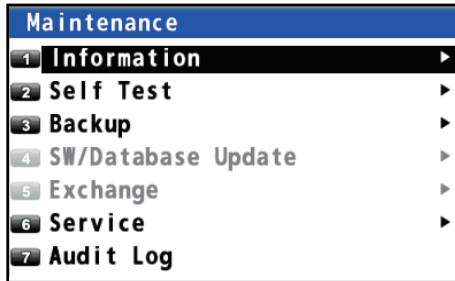 Maintenance
1 Information ▶
2 Self Test ▶
3 Backup ▶
4 SW/Database Update ▶
5 Exchange ▶
6 Service ▶
7 Audit Log